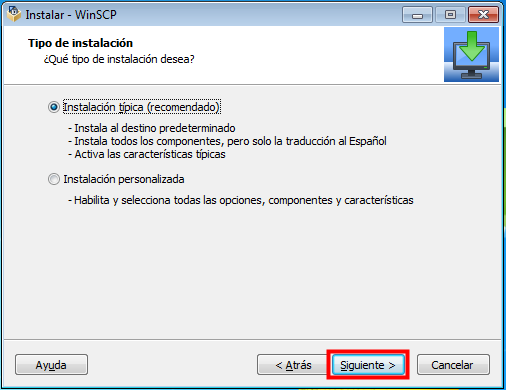 Instalar - WinSCP
Tipo de instalación
¿Qué tipo de instalación desea?
Instalación típica (recomendado)
- Instala al destino predeterminado
- Instala todos los componentes, pero solo la traducción al Español
- Activa las características típicas
Instalación personalizada
- Habilita y selecciona todas las opciones, componentes y características
Ayuda
< Atrás
Siguiente >
Cancelar